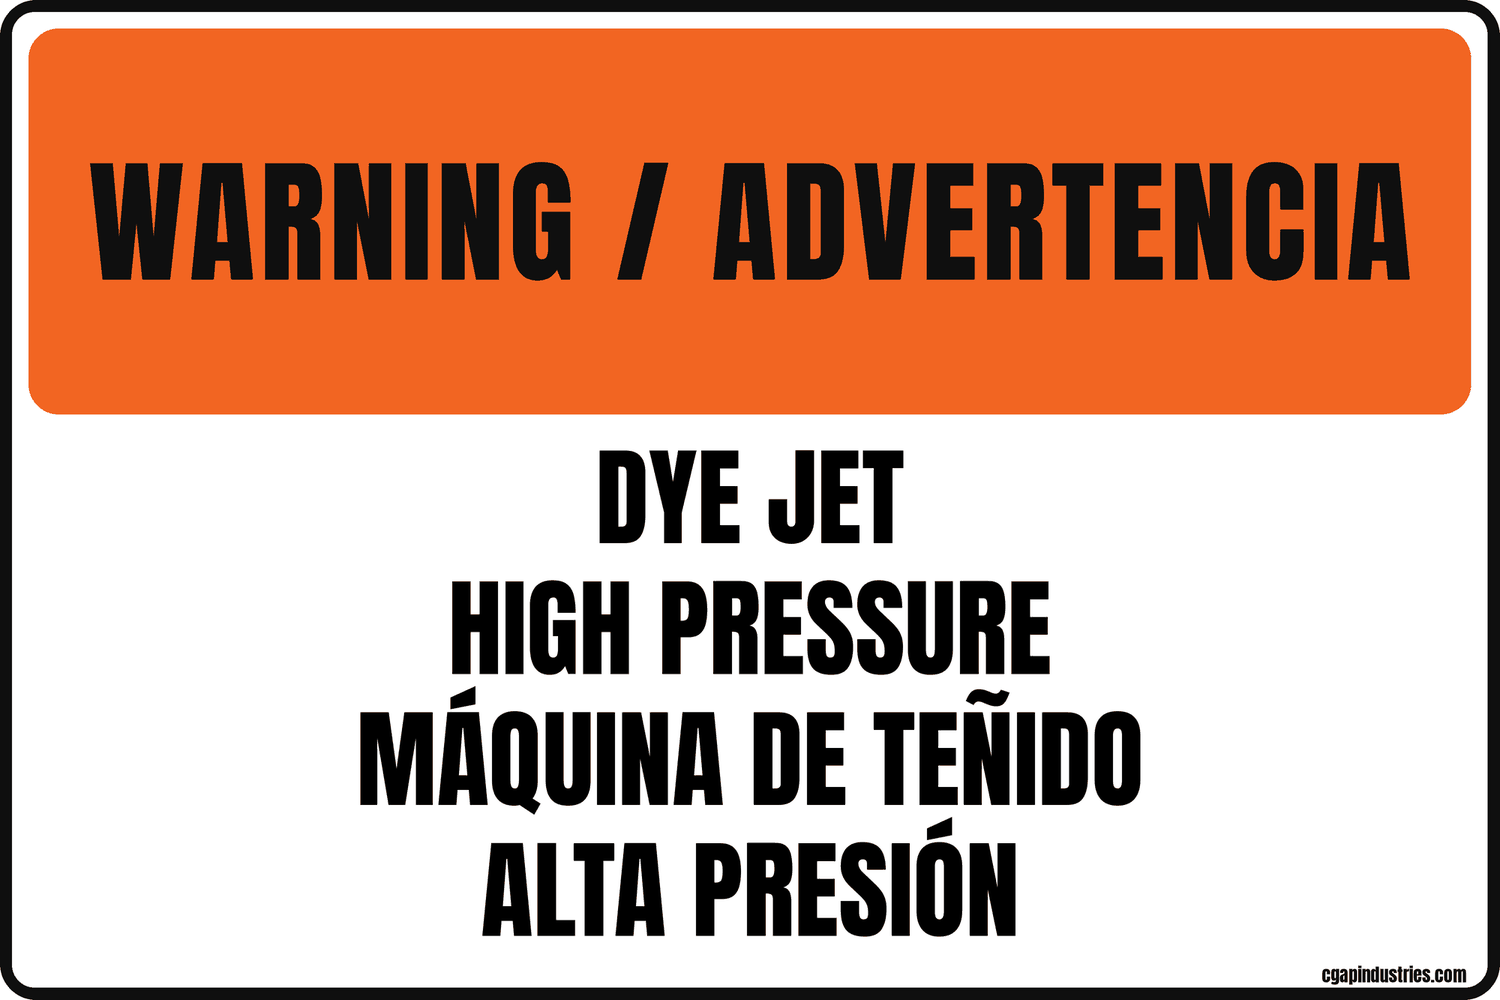 WARNING / ADVERTENCIA
DYE JET
HIGH PRESSURE
MÁQUINA DE TEÑIDO
ALTA PRESIÓN
cgapindustries.com